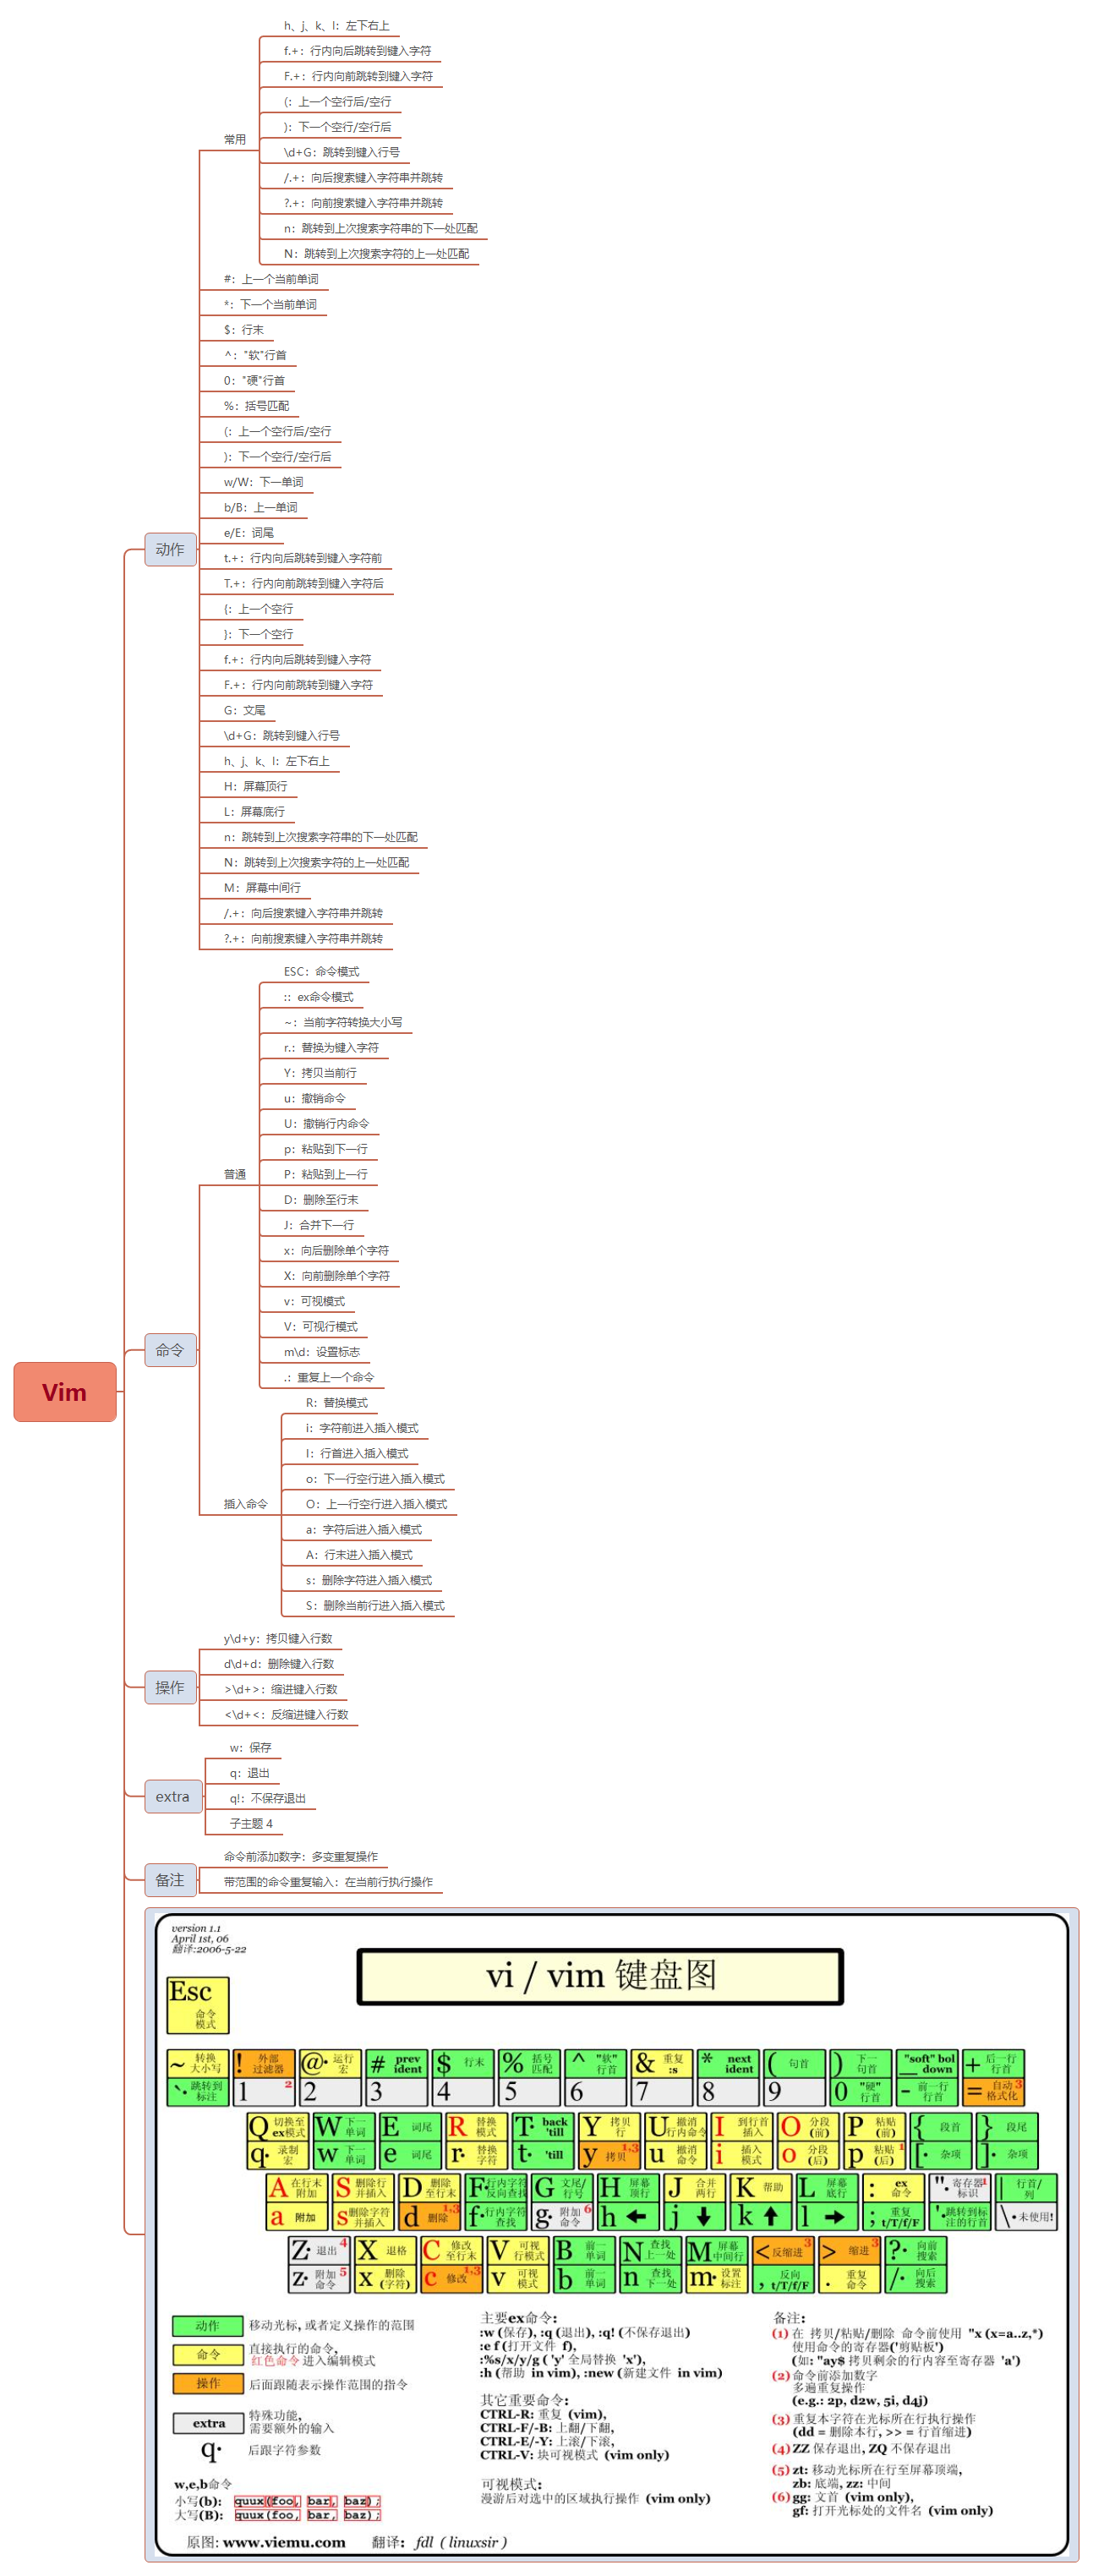 Vim
动作
常用
h、j、k、l：左下右上
f.+：行内向后跳转到键入字符
F.+：行内向前跳转到键入字符
(：上一个空行后/空行
)：下一个空行/空行后
\d+G：跳转到键入行号
/.+：向后搜索键入字符串并跳转
?.+：向前搜索键入字符串并跳转
n：跳转到上次搜索字符串的下一处匹配
N：跳转到上次搜索字符的上一处匹配
#：上一个当前单词
*：下一个当前单词
$：行末
^："软"行首
0："硬"行首
%：括号匹配
(：上一个空行后/空行
)：下一个空行/空行后
w/W：下一单词
b/B：上一单词
e/E：词尾
t.+：行内向后跳转到键入字符前
T.+：行内向前跳转到键入字符后
{：上一个空行
}：下一个空行
f.+：行内向后跳转到键入字符
F.+：行内向前跳转到键入字符
G：文尾
\d+G：跳转到键入行号
h、j、k、l：左下右上
H：屏幕顶行
L：屏幕底行
n：跳转到上次搜索字符串的下一处匹配
N：跳转到上次搜索字符的上一处匹配
M：屏幕中间行
/.+：向后搜索键入字符串并跳转
?.+：向前搜索键入字符串并跳转
命令
普通
ESC：命令模式
:：ex命令模式
~：当前字符转换大小写
r.：替换为键入字符
Y：拷贝当前行
u：撤销命令
U：撤销行内命令
p：粘贴到下一行
P：粘贴到上一行
D：删除至行末
J：合并下一行
x：向后删除单个字符
X：向前删除单个字符
v：可视模式
V：可视行模式
m\d：设置标志
.：重复上一个命令
插入命令
R：替换模式
i：字符前进入插入模式
I：行首进入插入模式
o：下一行空行进入插入模式
O：上一行空行进入插入模式
a：字符后进入插入模式
A：行末进入插入模式
s：删除字符进入插入模式
S：删除当前行进入插入模式
操作
y\d+y：拷贝键入行数
d\d+d：删除键入行数
>\d+>：缩进键入行数
<\d+<：反缩进键入行数
extra
w：保存
q：退出
q!：不保存退出
子主题 4
备注
命令前添加数字：多变重复操作
带范围的命令重复输入：在当前行执行操作
version 1.1
April 1st, 06
翻译:2006-5-22
vi / vim 键盘图
Esc 命令模式
~ 转换大小写 ! 外部过滤器 @· 运行宏 # prev ident $ 行末 % 括号匹配 ^ "软"行首 & 重复:s * next ident ( 句首 ) 下一句首 _ "soft" bol down + 后一行行首
`· 跳转到标注 1 2 2 3 4 5 6 7 8 9 0 "硬"行首 - 前一行行首 = 自动格式化 3
Q 切换至ex模式 W 下一单词 E 词尾 R 替换模式 T· back 'till Y 拷贝行 U 撤消行内命令 I 到行首插入 O 分段(前) P 粘贴(前) { 段首 } 段尾
q· 录制宏 w 下一单词 e 词尾 r· 替换字符 t· 'till y 拷贝 1,3 u 撤消命令 i 插入模式 o 分段(后) p 粘贴(后) 1 [· 杂项 ]· 杂项
A 在行末附加 S 删除行并插入 D 删除至行末 F· 行内字符反向查找 G 文尾/行号 H 屏幕顶行 J 合并两行 K 帮助 L 屏幕底行 : ex命令 "· 寄存器标识 1 | 行首/列
a 附加 s 删除字符并插入 d 删除 1,3 f· 行内字符查找 g· 附加命令 6 h ← j ↓ k ↑ l → ; 重复t/T/f/F '· 跳转到标注的行首 \· 未使用!
Z· 退出 4 X 退格 C 修改至行末 V 可视行模式 B 前一单词 N 查找上一处 M 屏幕中间行 < 反缩进 3 > 缩进 3 ?· 向前搜索
z· 附加命令 5 x 删除(字符) c 修改 1,3 v 可视模式 b 前一单词 n 查找下一处 m· 设置标注 , 反向t/T/f/F . 重复命令 /· 向后搜索
动作 移动光标, 或者定义操作的范围
命令 直接执行的命令,
红色命令 进入编辑模式
操作 后面跟随表示操作范围的指令
extra 特殊功能,
需要额外的输入
q· 后跟字符参数
w,e,b命令
小写(b): quux(foo, bar, baz);
大写(B): quux(foo, bar, baz);
原图: www.viemu.com 翻译: fdl (linuxsir)
主要ex命令:
:w (保存), :q (退出), :q! (不保存退出)
:e f (打开文件 f),
:%s/x/y/g ( 'y' 全局替换 'x'),
:h (帮助 in vim), :new (新建文件 in vim)
其它重要命令:
CTRL-R: 重复 (vim),
CTRL-F/-B: 上翻/下翻,
CTRL-E/-Y: 上滚/下滚,
CTRL-V: 块可视模式 (vim only)
可视模式:
漫游后对选中的区域执行操作 (vim only)
备注:
(1) 在 拷贝/粘贴/删除 命令前使用 "x (x=a..z,*)
使用命令的寄存器('剪贴板')
(如: "ay$ 拷贝剩余的行内容至寄存器 'a')
(2) 命令前添加数字
多遍重复操作
(e.g.: 2p, d2w, 5i, d4j)
(3) 重复本字符在光标所在行执行操作
(dd = 删除本行, >> = 行首缩进)
(4) ZZ 保存退出, ZQ 不保存退出
(5) zt: 移动光标所在行至屏幕顶端,
zb: 底端, zz: 中间
(6) gg: 文首 (vim only),
gf: 打开光标处的文件名 (vim only)